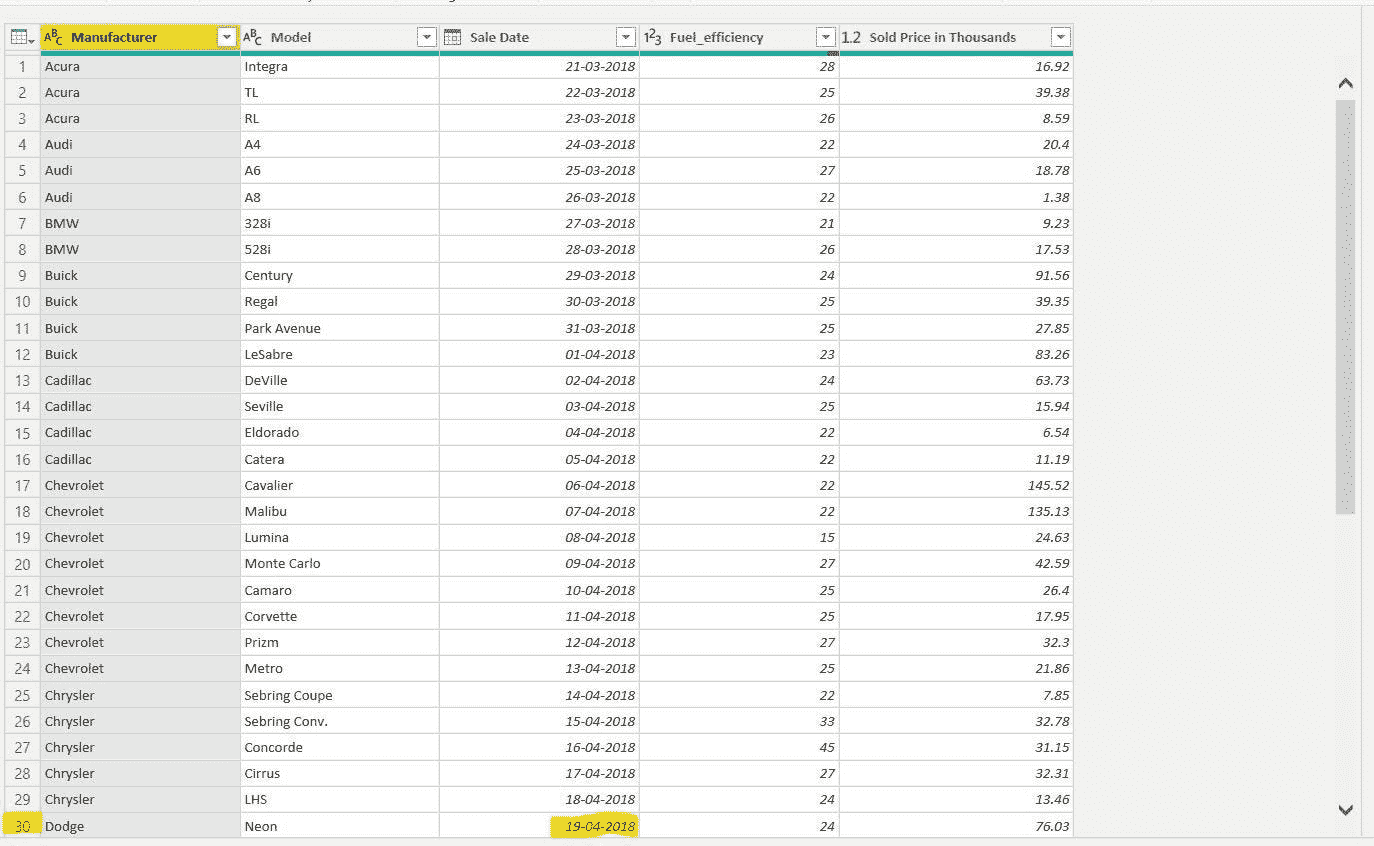 ABC Manufacturer ABC Model Sale Date 123 Fuel_efficiency 1.2 Sold Price in Thousands
1 Acura Integra 21-03-2018 28 16.92
2 Acura TL 22-03-2018 25 39.38
3 Acura RL 23-03-2018 26 8.59
4 Audi A4 24-03-2018 22 20.4
5 Audi A6 25-03-2018 27 18.78
6 Audi A8 26-03-2018 22 1.38
7 BMW 328i 27-03-2018 21 9.23
8 BMW 528i 28-03-2018 26 17.53
9 Buick Century 29-03-2018 24 91.56
10 Buick Regal 30-03-2018 25 39.35
11 Buick Park Avenue 31-03-2018 25 27.85
12 Buick LeSabre 01-04-2018 23 83.26
13 Cadillac DeVille 02-04-2018 24 63.73
14 Cadillac Seville 03-04-2018 25 15.94
15 Cadillac Eldorado 04-04-2018 22 6.54
16 Cadillac Catera 05-04-2018 22 11.19
17 Chevrolet Cavalier 06-04-2018 22 145.52
18 Chevrolet Malibu 07-04-2018 22 135.13
19 Chevrolet Lumina 08-04-2018 15 24.63
20 Chevrolet Monte Carlo 09-04-2018 27 42.59
21 Chevrolet Camaro 10-04-2018 25 26.4
22 Chevrolet Corvette 11-04-2018 25 17.95
23 Chevrolet Prizm 12-04-2018 27 32.3
24 Chevrolet Metro 13-04-2018 25 21.86
25 Chrysler Sebring Coupe 14-04-2018 22 7.85
26 Chrysler Sebring Conv. 15-04-2018 33 32.78
27 Chrysler Concorde 16-04-2018 45 31.15
28 Chrysler Cirrus 17-04-2018 27 32.31
29 Chrysler LHS 18-04-2018 24 13.46
30 Dodge Neon 19-04-2018 24 76.03